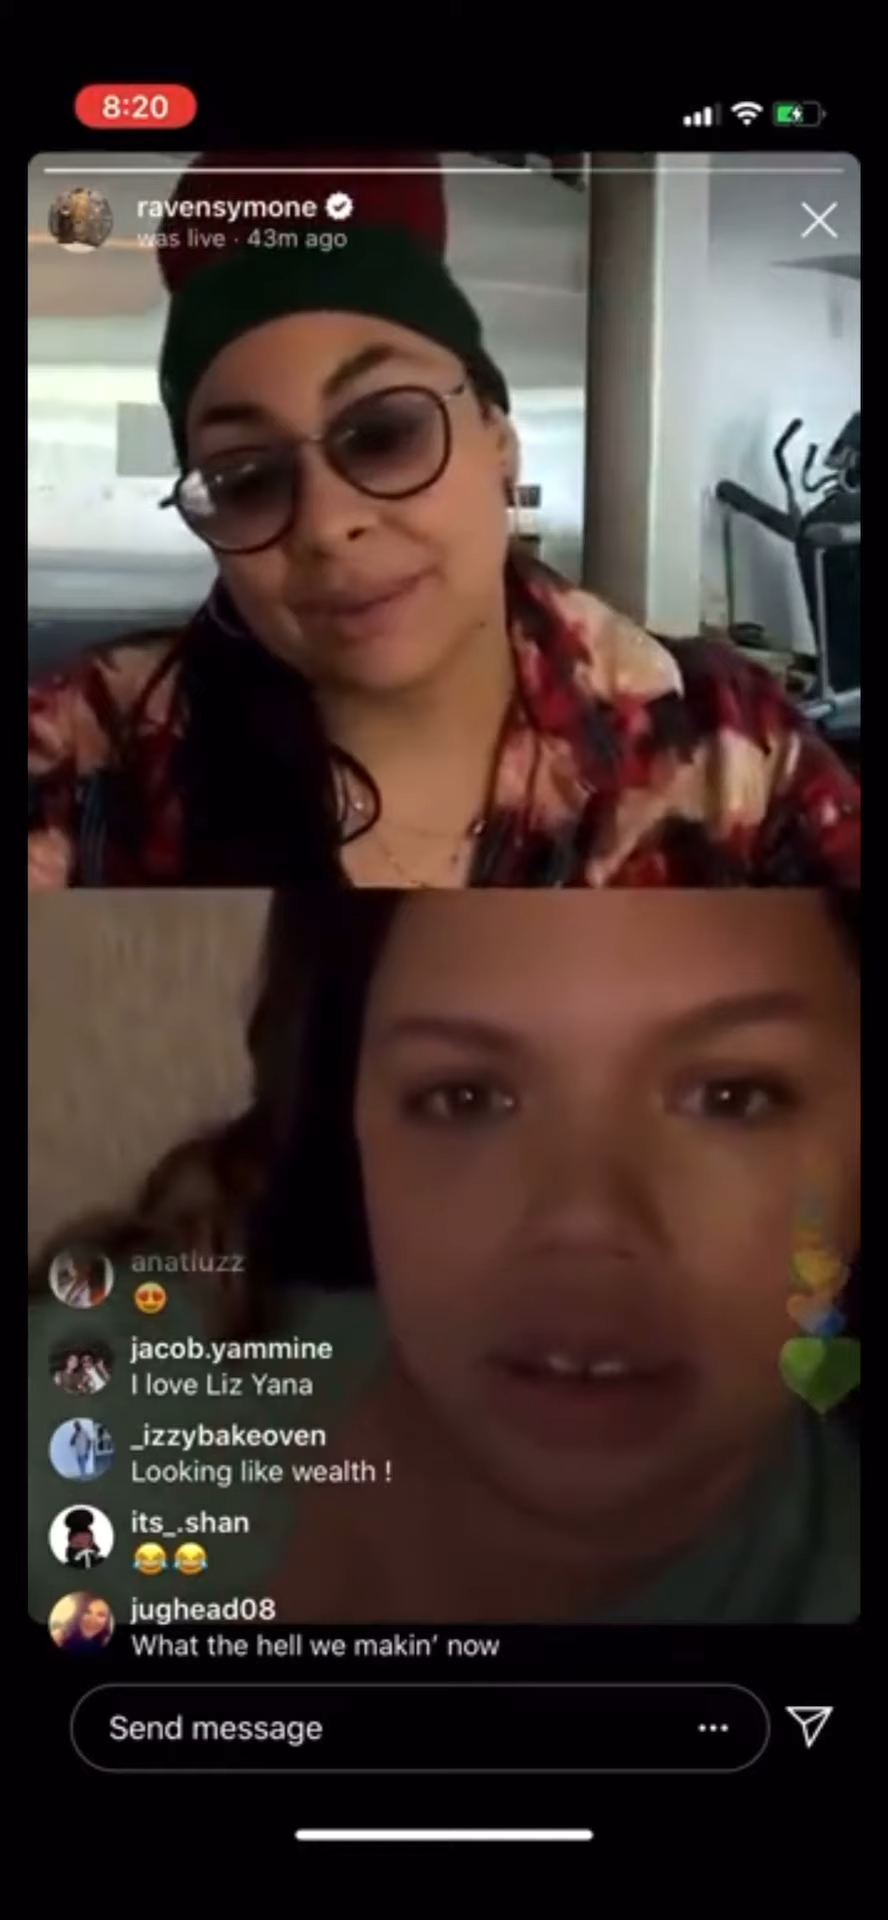 8:20
ravensymone
was live · 43m ago
anatluzz
😍
jacob.yammine
I love Liz Yana
_izzybakeoven
Looking like wealth !
its_.shan
😂😂
jughead08
What the hell we makin’ now
Send message